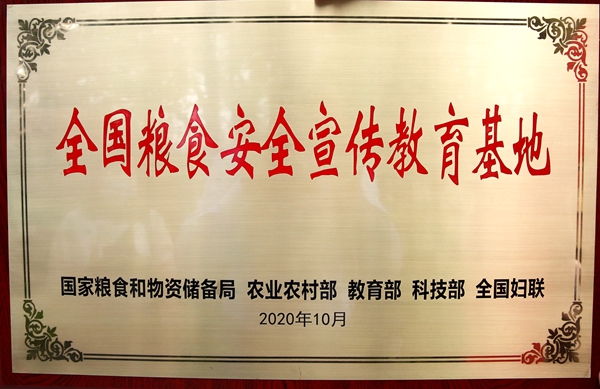 全国粮食安全宣传教育基地
国家粮食和物资储备局 农业农村部 教育部 科技部 全国妇联
2020年10月